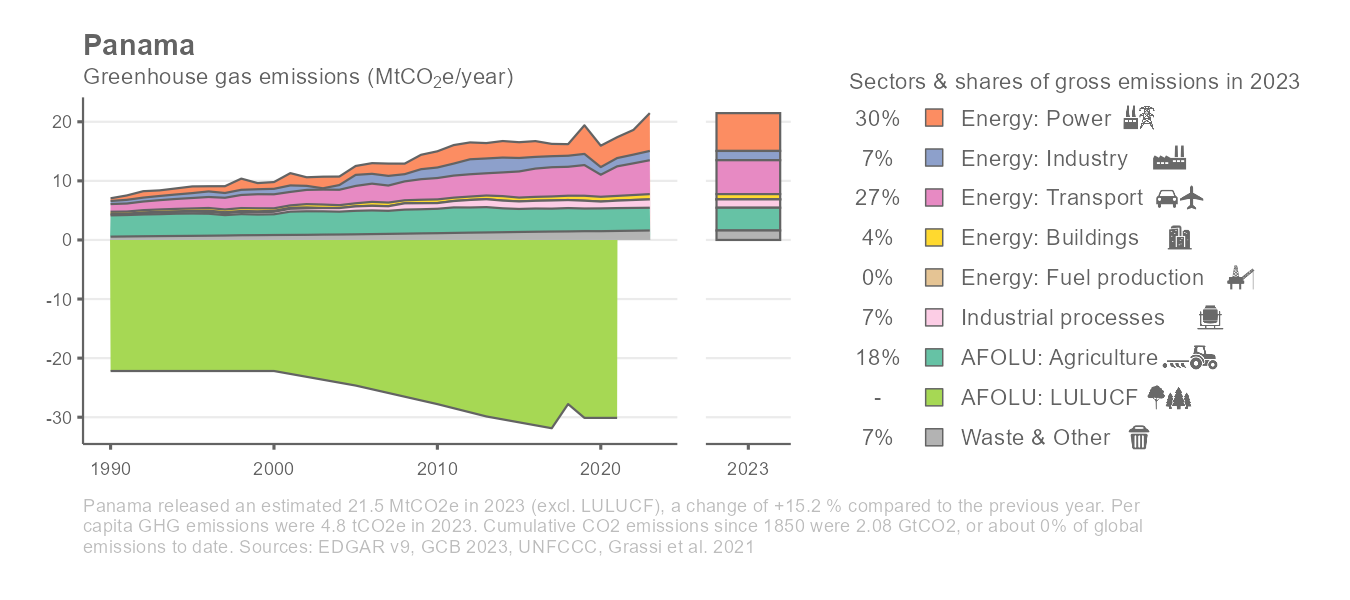 Panama
Greenhouse gas emissions (MtCO₂e/year)
Sectors & shares of gross emissions in 2023
20
10
0
-10
-20
-30
1990
2000
2010
2020
2023
30% Energy: Power
7% Energy: Industry
27% Energy: Transport
4% Energy: Buildings
0% Energy: Fuel production
7% Industrial processes
18% AFOLU: Agriculture
- AFOLU: LULUCF
7% Waste & Other
Panama released an estimated 21.5 MtCO2e in 2023 (excl. LULUCF), a change of +15.2 % compared to the previous year. Per
capita GHG emissions were 4.8 tCO2e in 2023. Cumulative CO2 emissions since 1850 were 2.08 GtCO2, or about 0% of global
emissions to date. Sources: EDGAR v9, GCB 2023, UNFCCC, Grassi et al. 2021